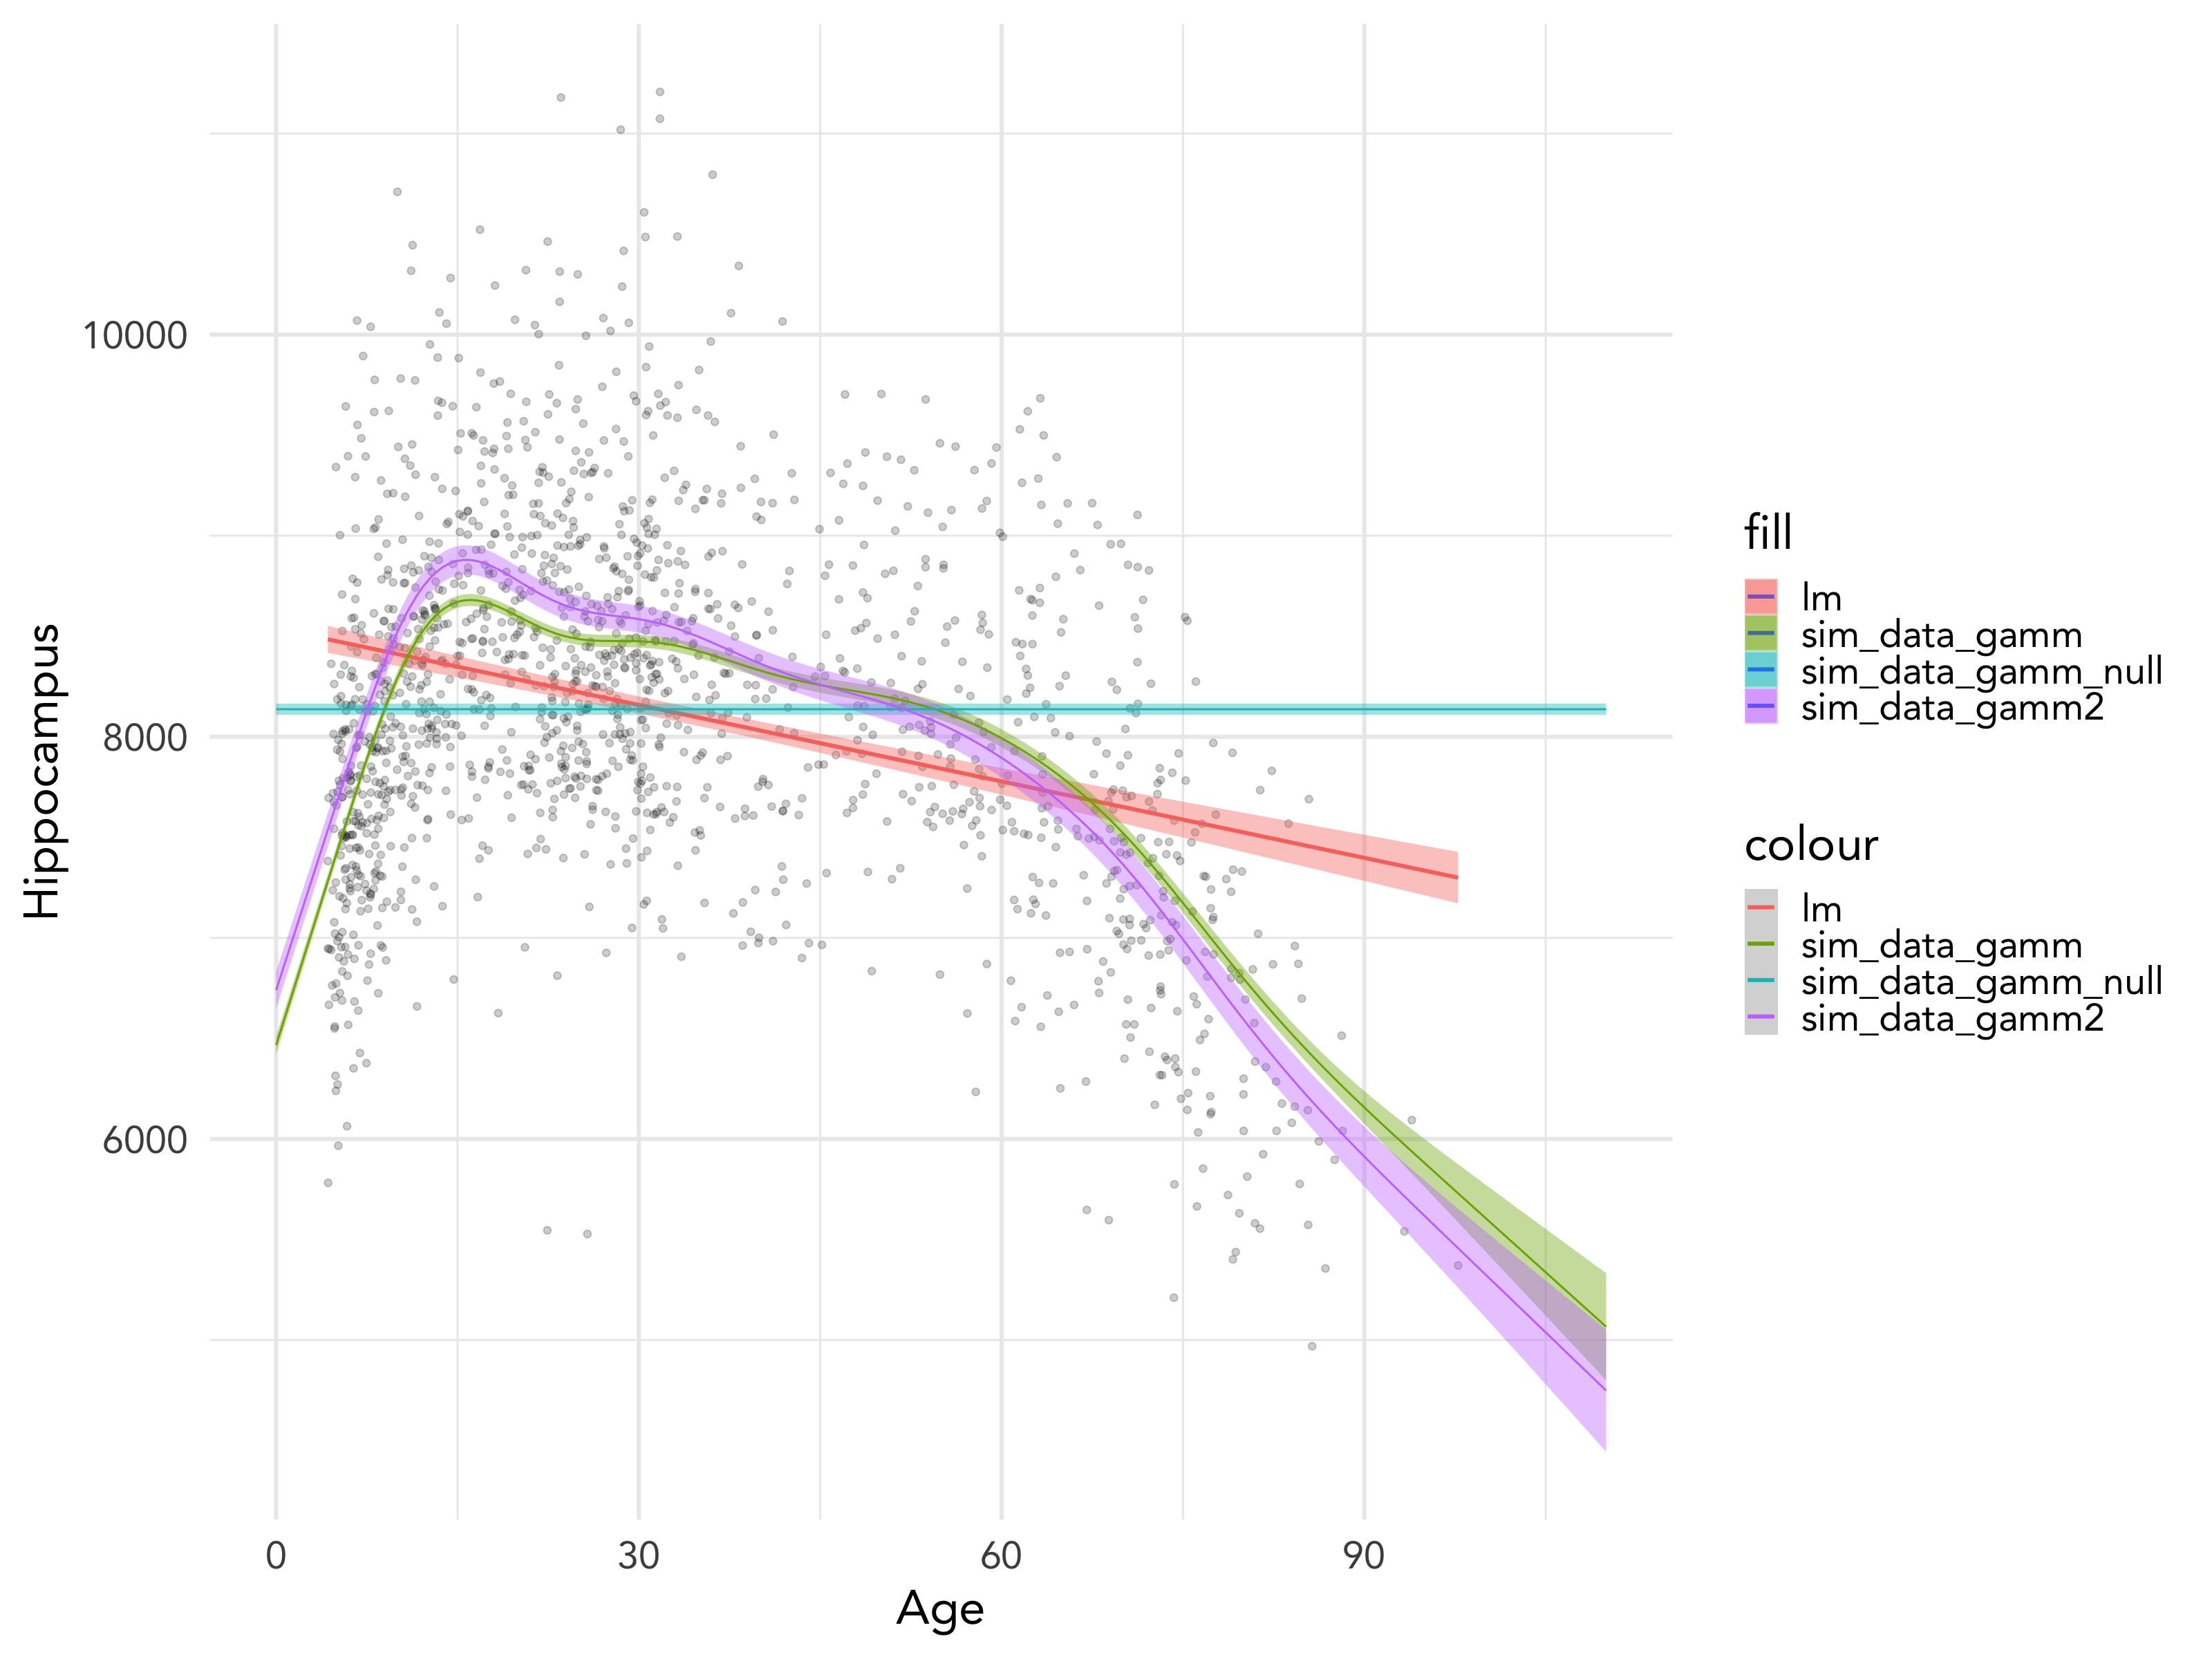 10000
8000
6000
Hippocampus
0 30 60 90
Age
fill
lm
sim_data_gamm
sim_data_gamm_null
sim_data_gamm2
colour
lm
sim_data_gamm
sim_data_gamm_null
sim_data_gamm2